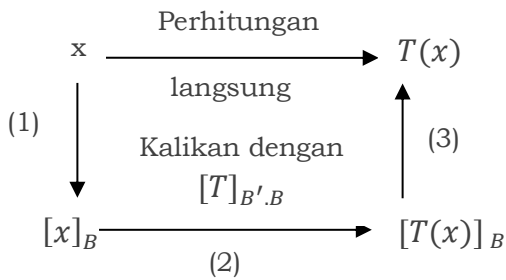 Perhitungan
x T(x)
langsung
(1) (3)
Kalikan dengan
[T]_{B′.B}
[x]_B [T(x)]_B
(2)